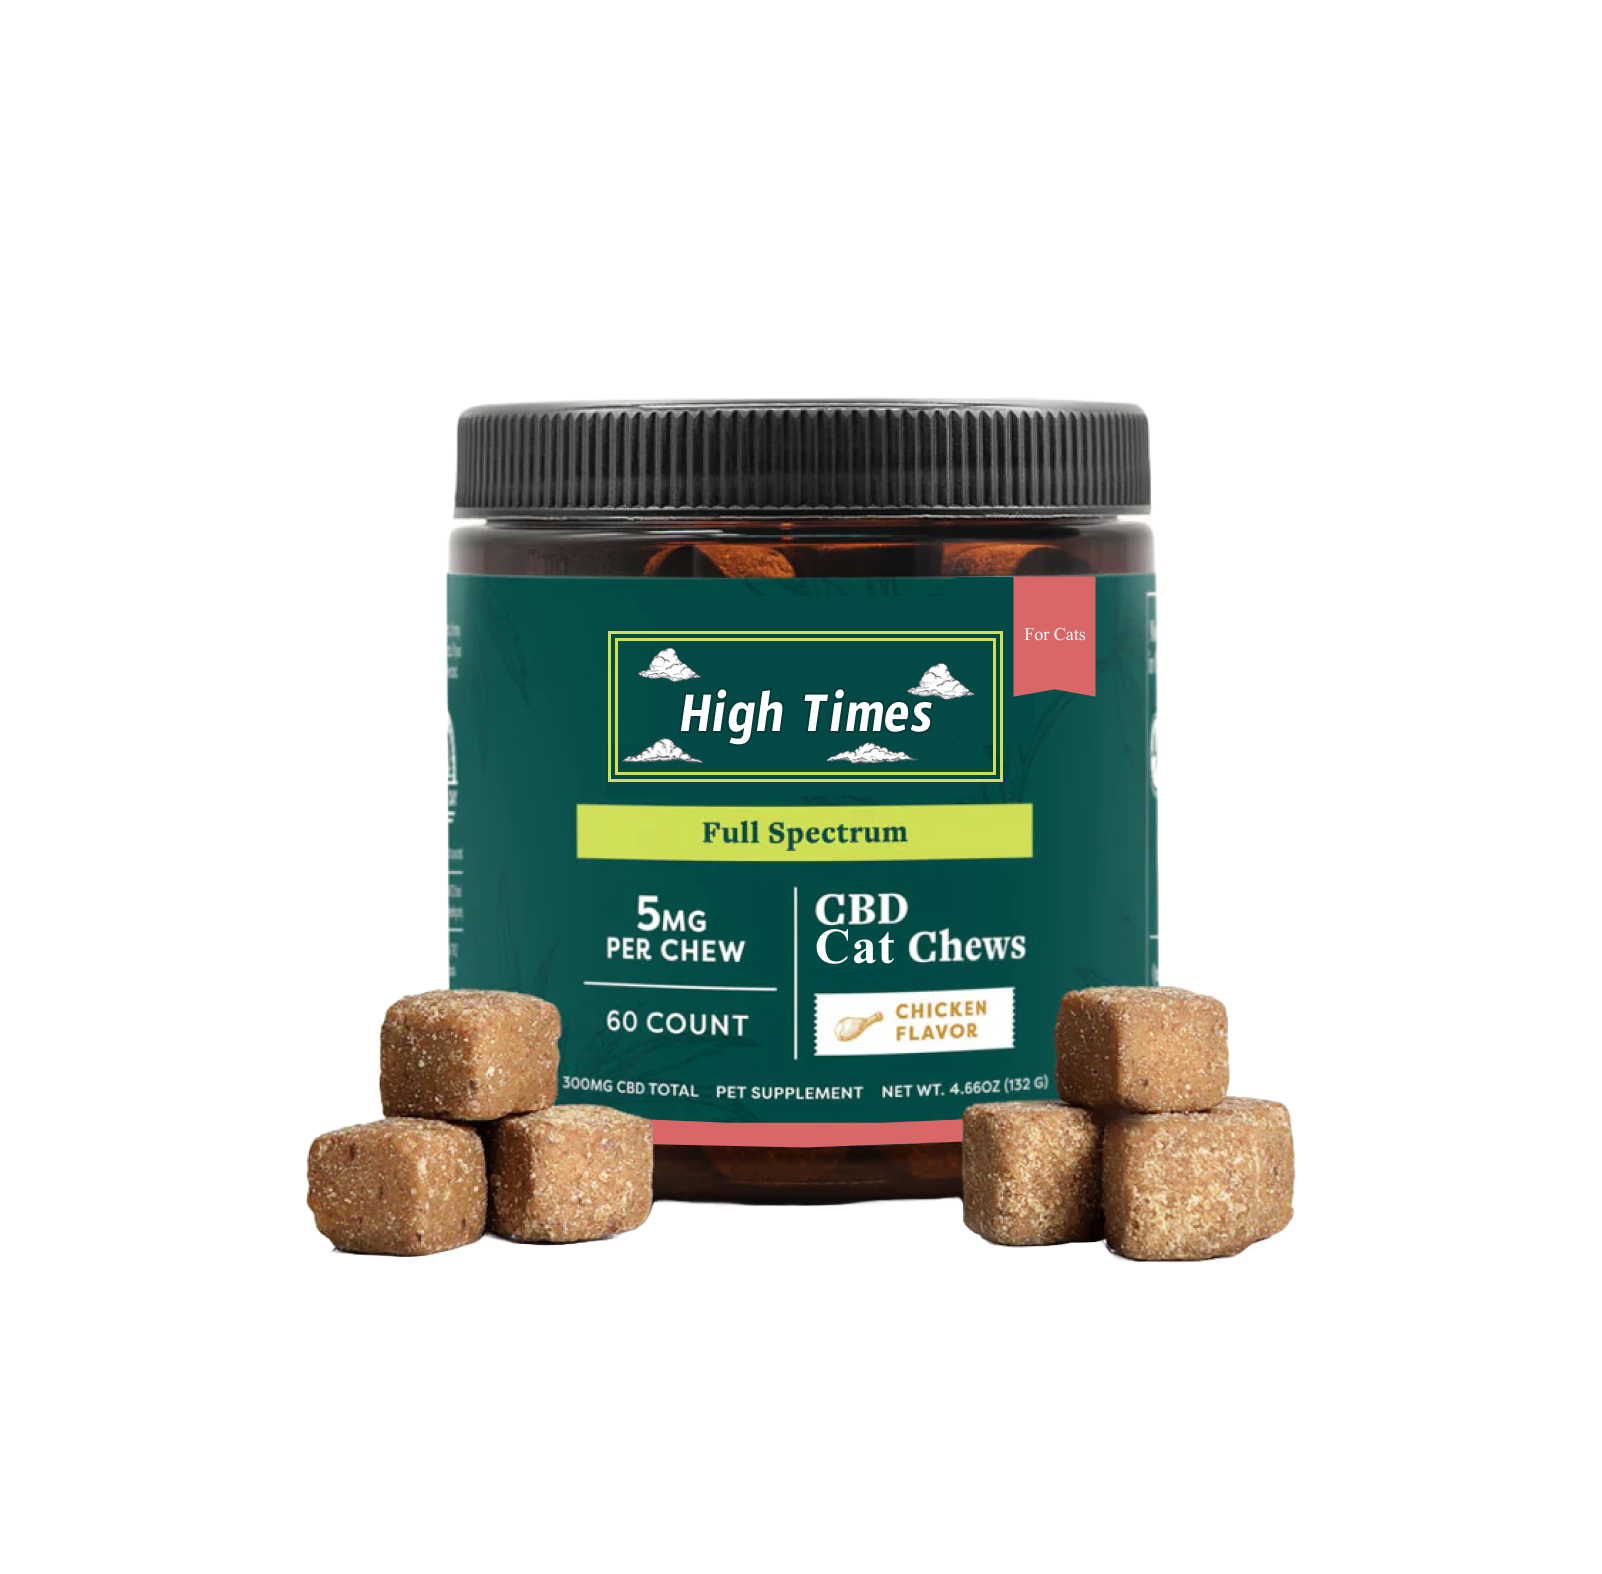 For Cats
High Times
Full Spectrum
5MG
PER CHEW
60 COUNT
CBD
Cat Chews
CHICKEN
FLAVOR
300MG CBD TOTAL PET SUPPLEMENT NET WT. 4.66OZ (132 G)